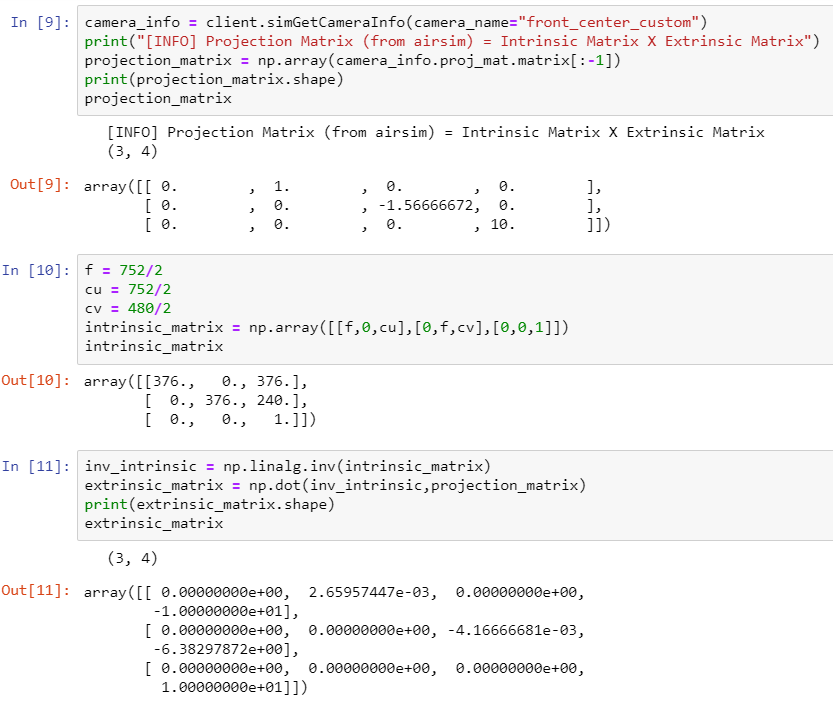 In [9]: camera_info = client.simGetCameraInfo(camera_name="front_center_custom")
print("[INFO] Projection Matrix (from airsim) = Intrinsic Matrix X Extrinsic Matrix")
projection_matrix = np.array(camera_info.proj_mat.matrix[:-1])
print(projection_matrix.shape)
projection_matrix
[INFO] Projection Matrix (from airsim) = Intrinsic Matrix X Extrinsic Matrix
(3, 4)
Out[9]: array([[ 0.        ,  1.        ,  0.        ,  0.        ],
[ 0.        ,  0.        , -1.56666672,  0.        ],
[ 0.        ,  0.        ,  0.        , 10.        ]])
In [10]: f = 752/2
cu = 752/2
cv = 480/2
intrinsic_matrix = np.array([[f,0,cu],[0,f,cv],[0,0,1]])
intrinsic_matrix
Out[10]: array([[376.,   0., 376.],
[  0., 376., 240.],
[  0.,   0.,   1.]])
In [11]: inv_intrinsic = np.linalg.inv(intrinsic_matrix)
extrinsic_matrix = np.dot(inv_intrinsic,projection_matrix)
print(extrinsic_matrix.shape)
extrinsic_matrix
(3, 4)
Out[11]: array([[ 0.00000000e+00,  2.65957447e-03,  0.00000000e+00,
-1.00000000e+01],
[ 0.00000000e+00,  0.00000000e+00, -4.16666681e-03,
-6.38297872e+00],
[ 0.00000000e+00,  0.00000000e+00,  0.00000000e+00,
1.00000000e+01]])